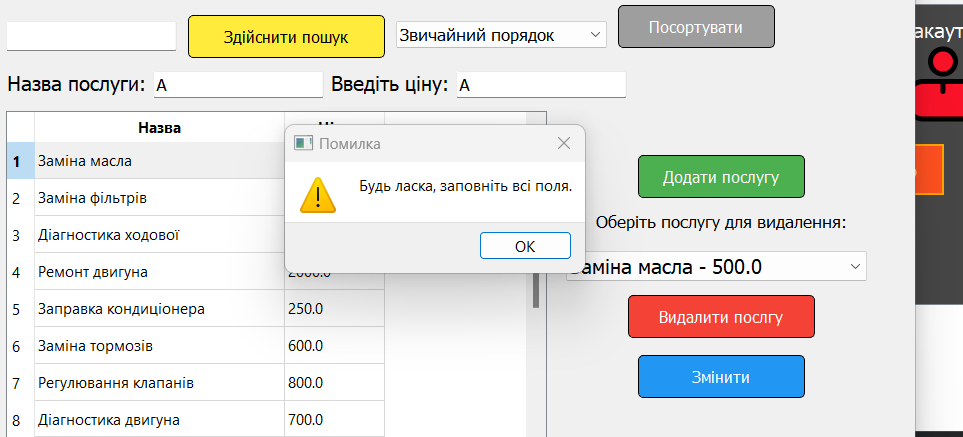 Здійснити пошук
Звичайний порядок
Посортувати
акаут
Назва послуги: А
Введіть ціну: А
Назва
Помилка
Будь ласка, заповніть всі поля.
ОК
1 Заміна масла
2 Заміна фільтрів
3 Діагностика ходової
4 Ремонт двигуна 2000.0
5 Заправка кондиціонера 250.0
6 Заміна тормозів 600.0
7 Регулювання клапанів 800.0
8 Діагностика двигуна 700.0
Додати послугу
Оберіть послугу для видалення:
Заміна масла - 500.0
Видалити послгу
Змінити